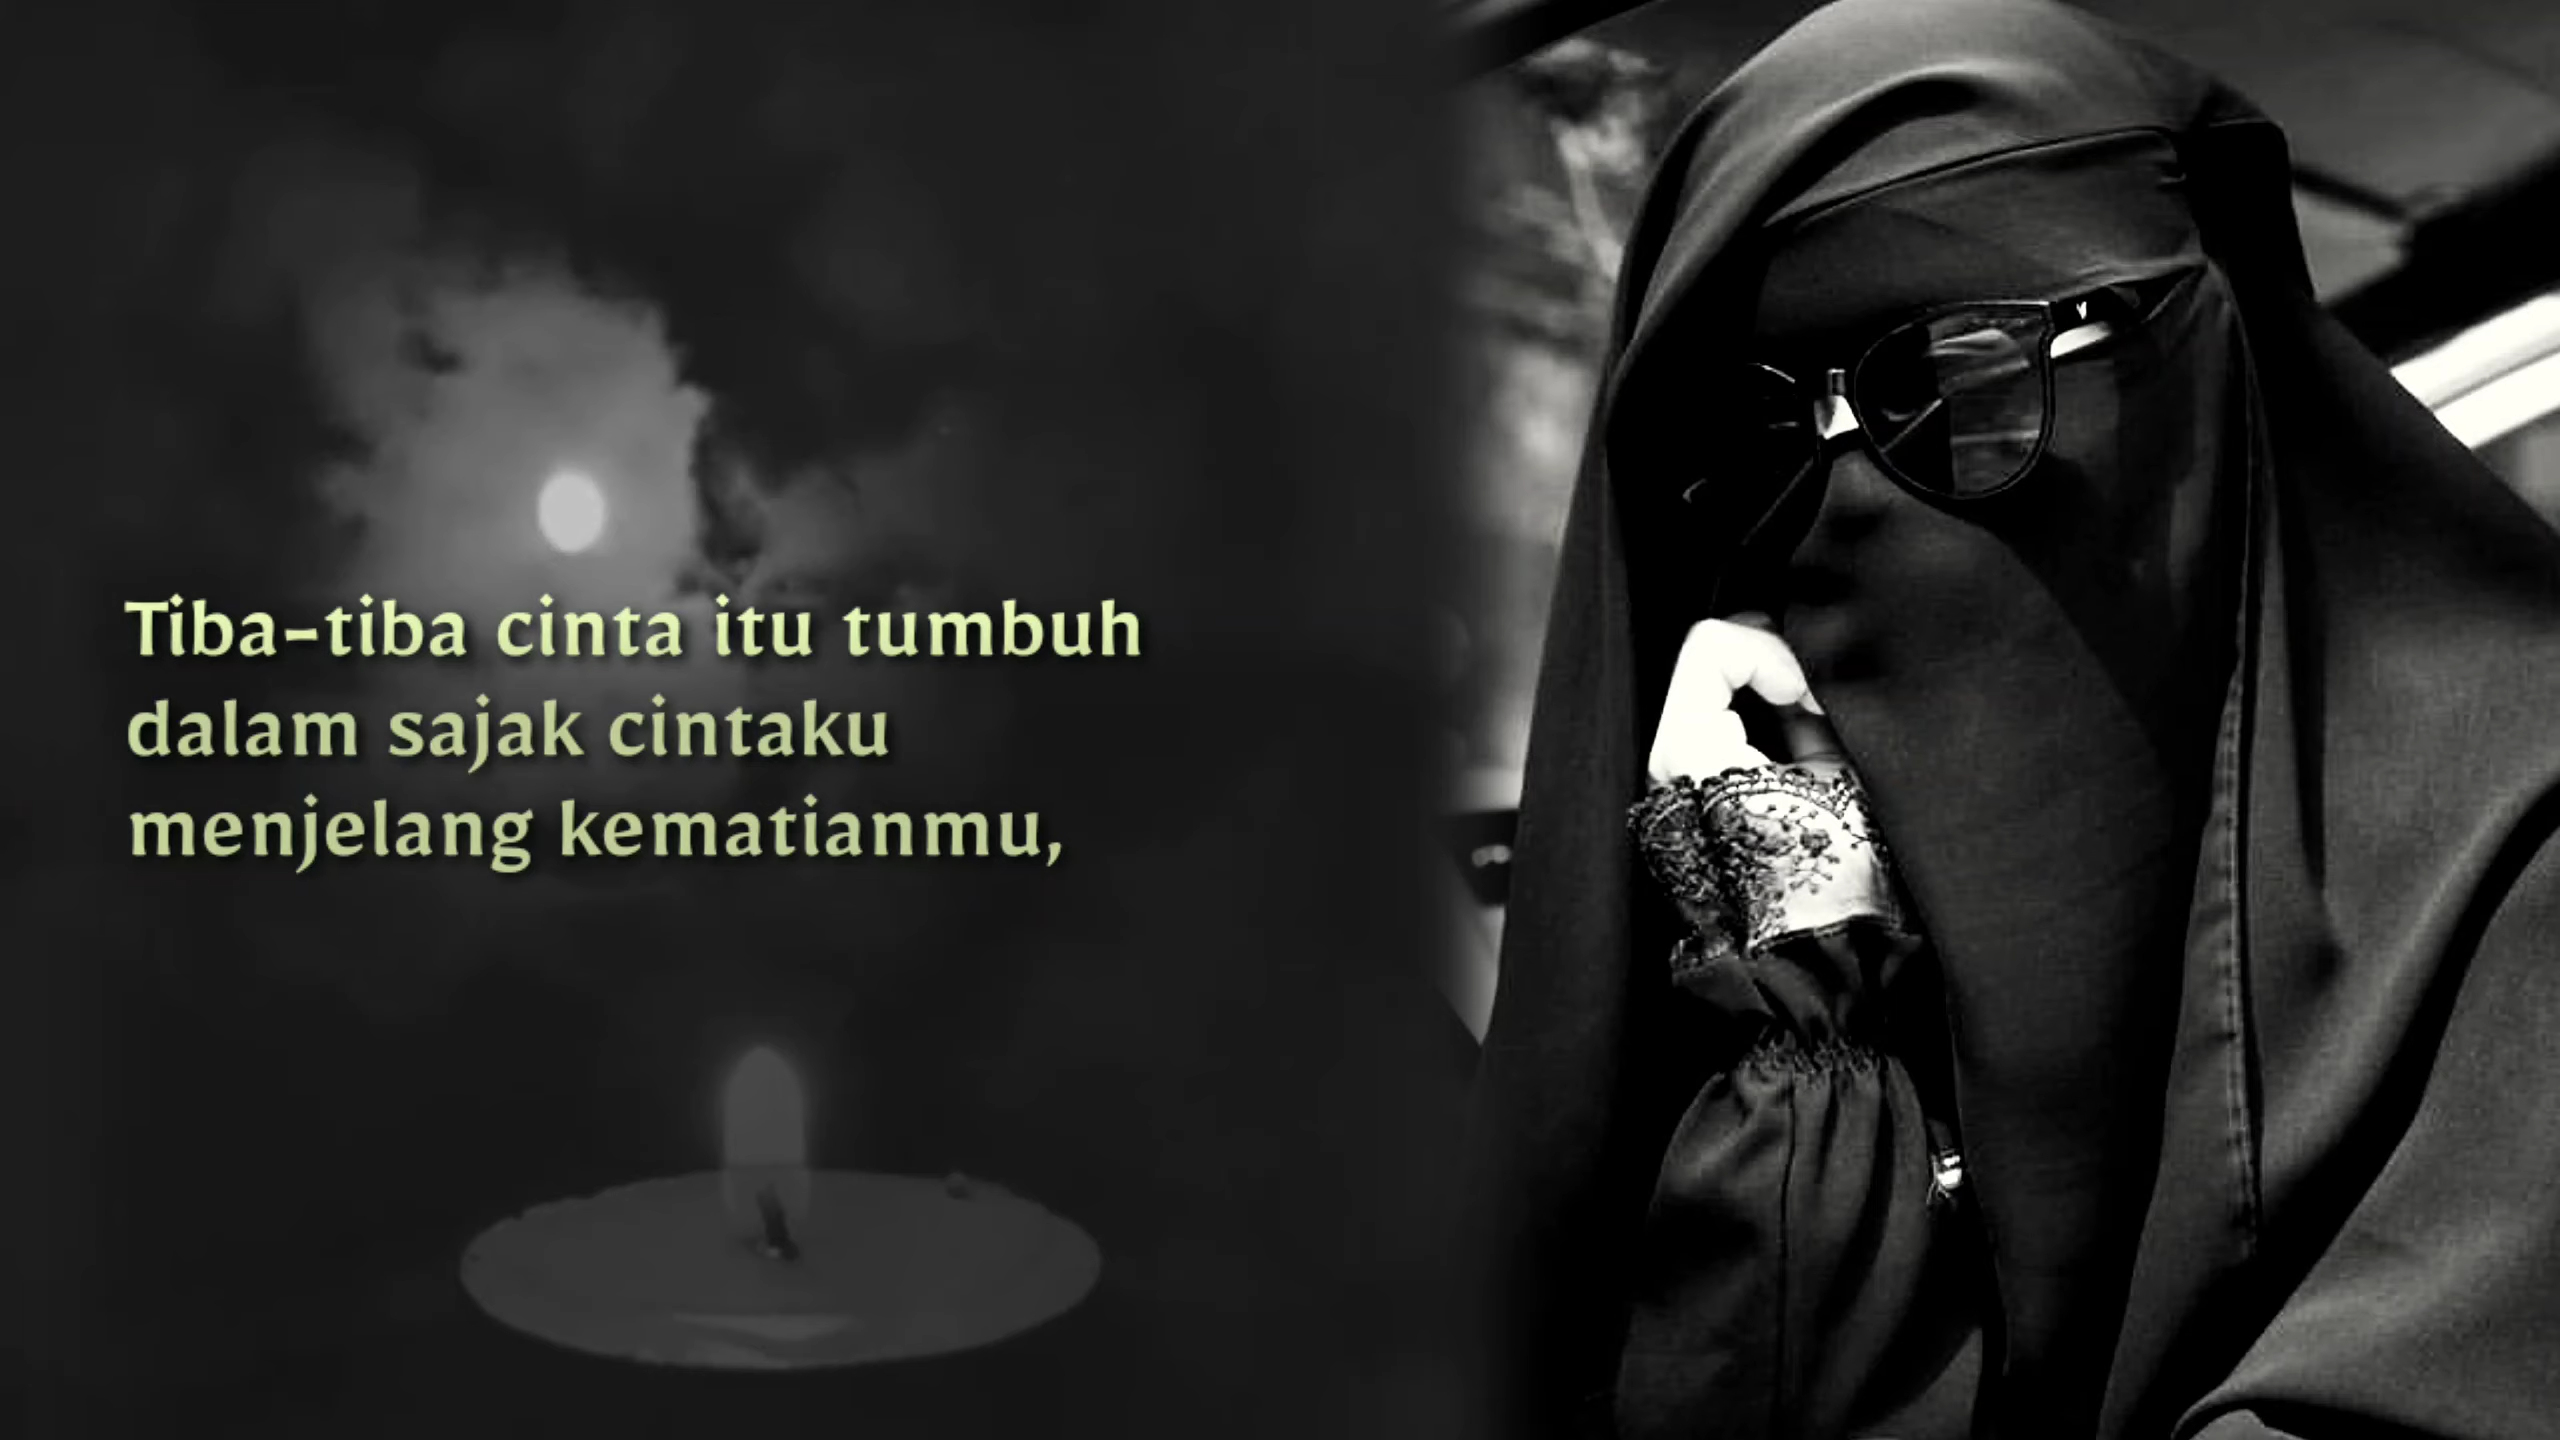 Tiba-tiba cinta itu tumbuh
dalam sajak cintaku
menjelang kematianmu,